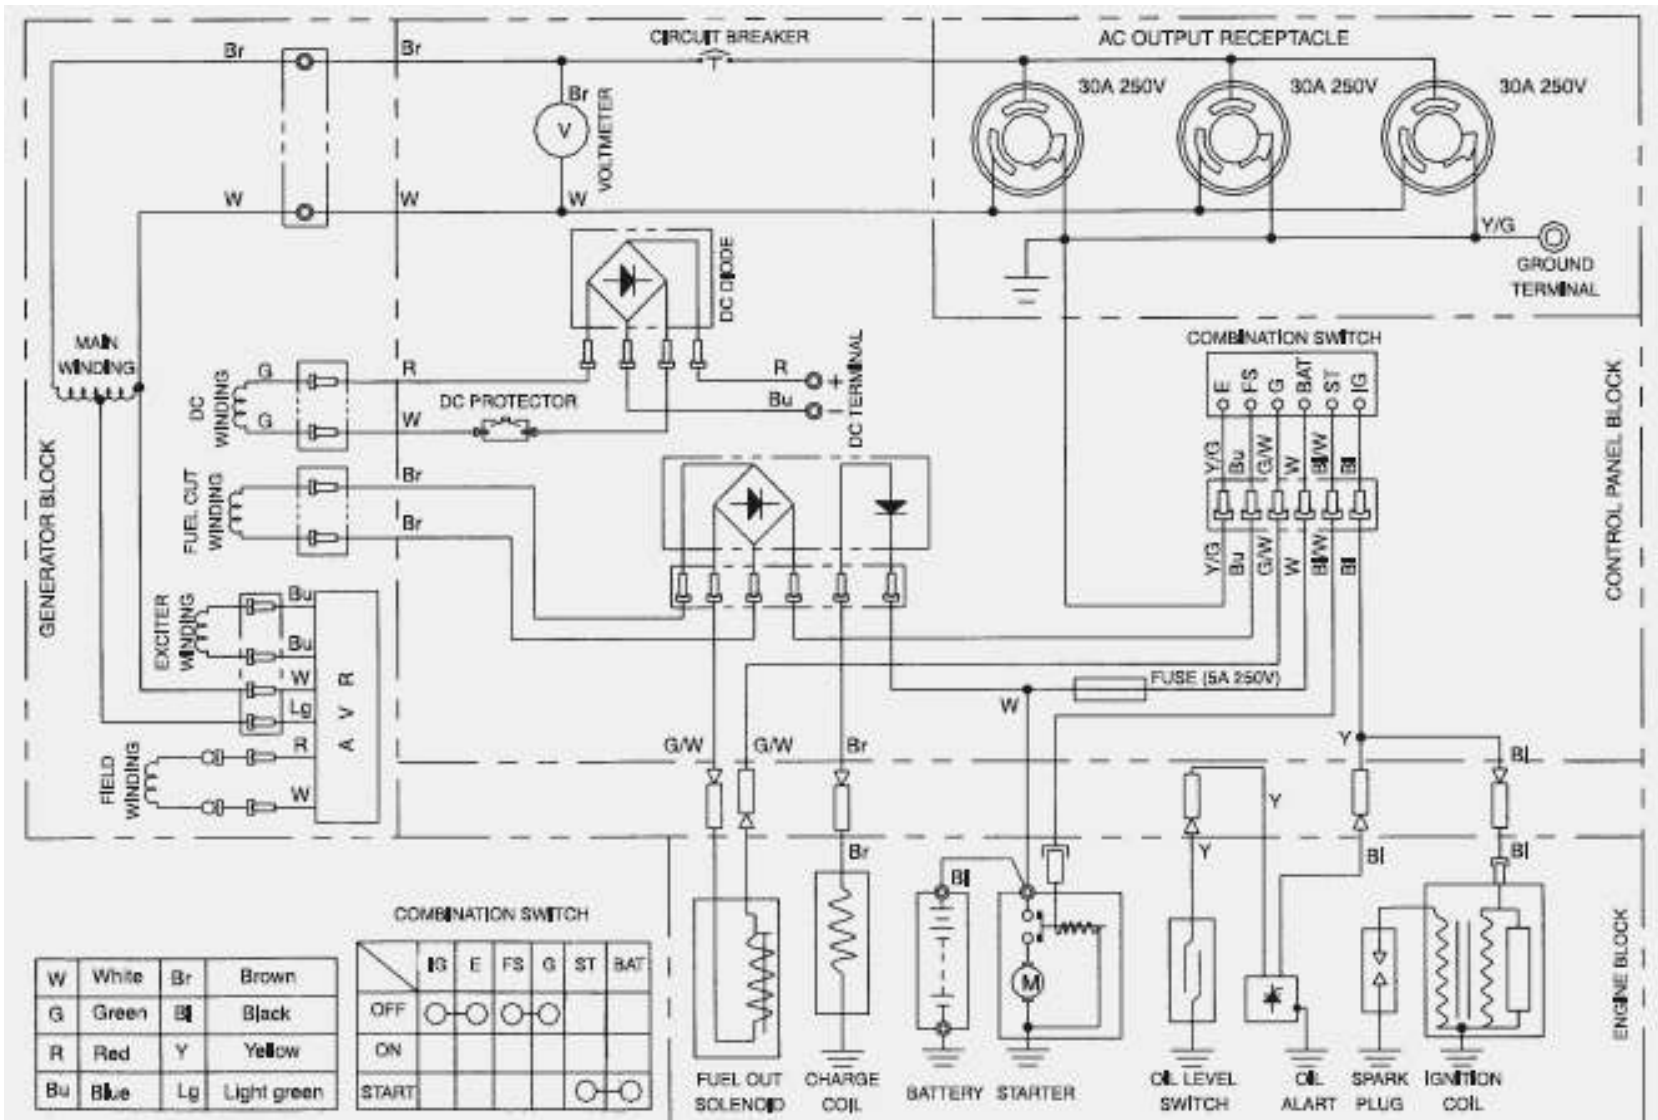 CIRCUIT BREAKER
AC OUTPUT RECEPTACLE
Br
Br
30A 250V
30A 250V
30A 250V
Br
V
VOLTMETER
W
W
W
Y/G
GROUND
TERMINAL
DC DIODE
MAIN
WINDING
COMBINATION SWITCH
G
R
R
+
E
FS
G
BAT
ST
IG
DC PROTECTOR
Bu
-
DC TERMINAL
DC
WINDING
G
W
Y/G
Bu
G/W
W
Bl/W
Bl
CONTROL PANEL BLOCK
GENERATOR BLOCK
FUEL CUT
WINDING
Br
Br
Y/G
Bu
G/W
W
Bl/W
Bl
EXCITER
WINDING
Bu
Bu
W
Lg
R
W
A V R
FIELD
WINDING
FUSE (5A 250V)
W
G/W
G/W
Br
Y
Bl
Y
Br
Bl
Y
Bl
Bl
M
ENGINE BLOCK
FUEL OUT
SOLENOID
CHARGE
COIL
BATTERY
STARTER
OIL LEVEL
SWITCH
OIL
ALART
SPARK
PLUG
IGNITION
COIL
COMBINATION SWITCH
IG E FS G ST BAT
OFF
ON
START
W White Br Brown
G Green Bl Black
R Red Y Yellow
Bu Blue Lg Light green